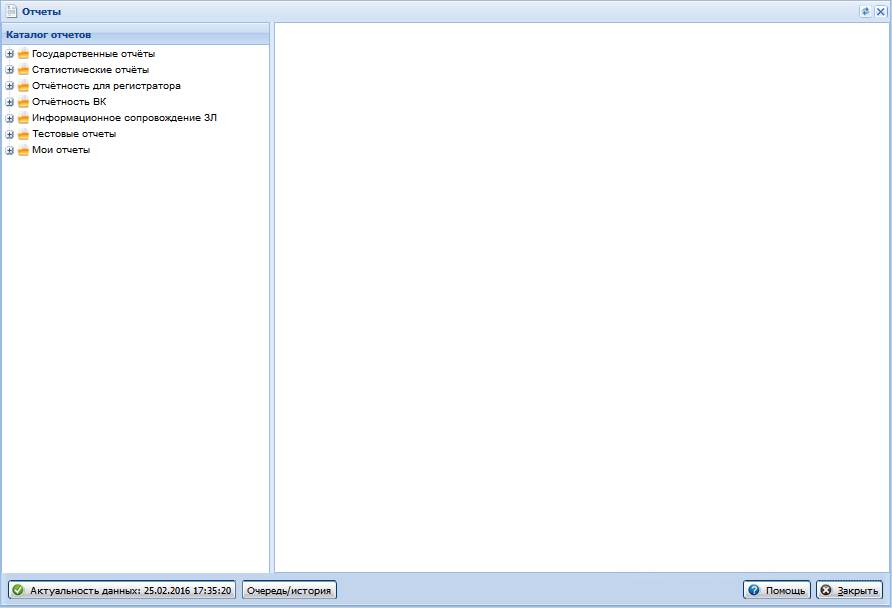 Отчеты
Каталог отчетов
Государственные отчёты
Статистические отчёты
Отчётность для регистратора
Отчётность ВК
Информационное сопровождение ЗЛ
Тестовые отчеты
Мои отчеты
Актуальность данных: 25.02.2016 17:35:20
Очередь/история
Помощь
Закрыть